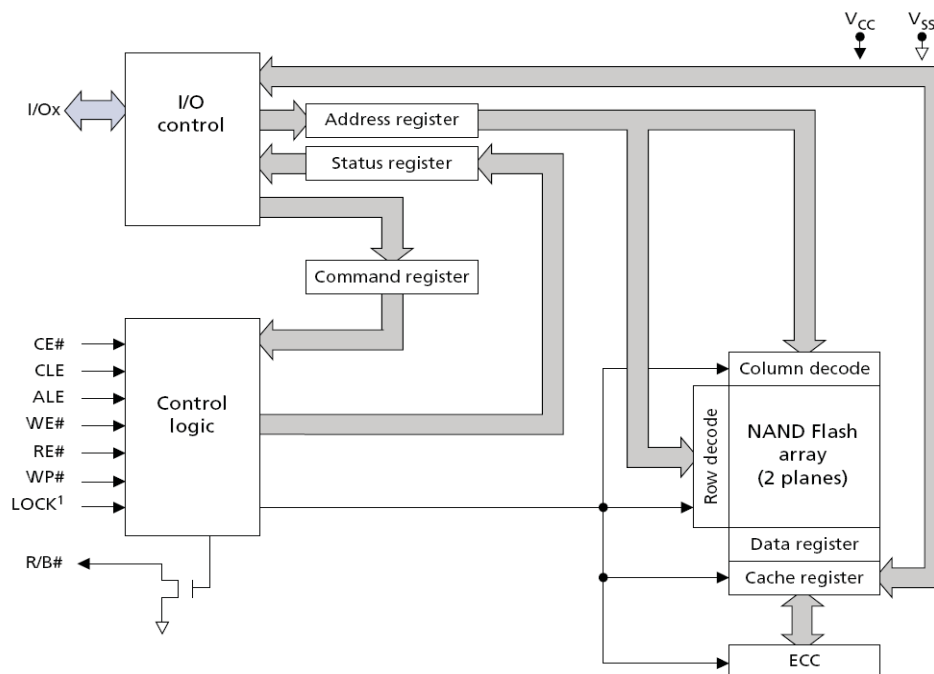 VCC
VSS
I/Ox
I/O
control
Address register
Status register
Command register
CE#
CLE
ALE
WE#
RE#
WP#
LOCK¹
Control
logic
R/B#
Column decode
Row decode
NAND Flash
array
(2 planes)
Data register
Cache register
ECC